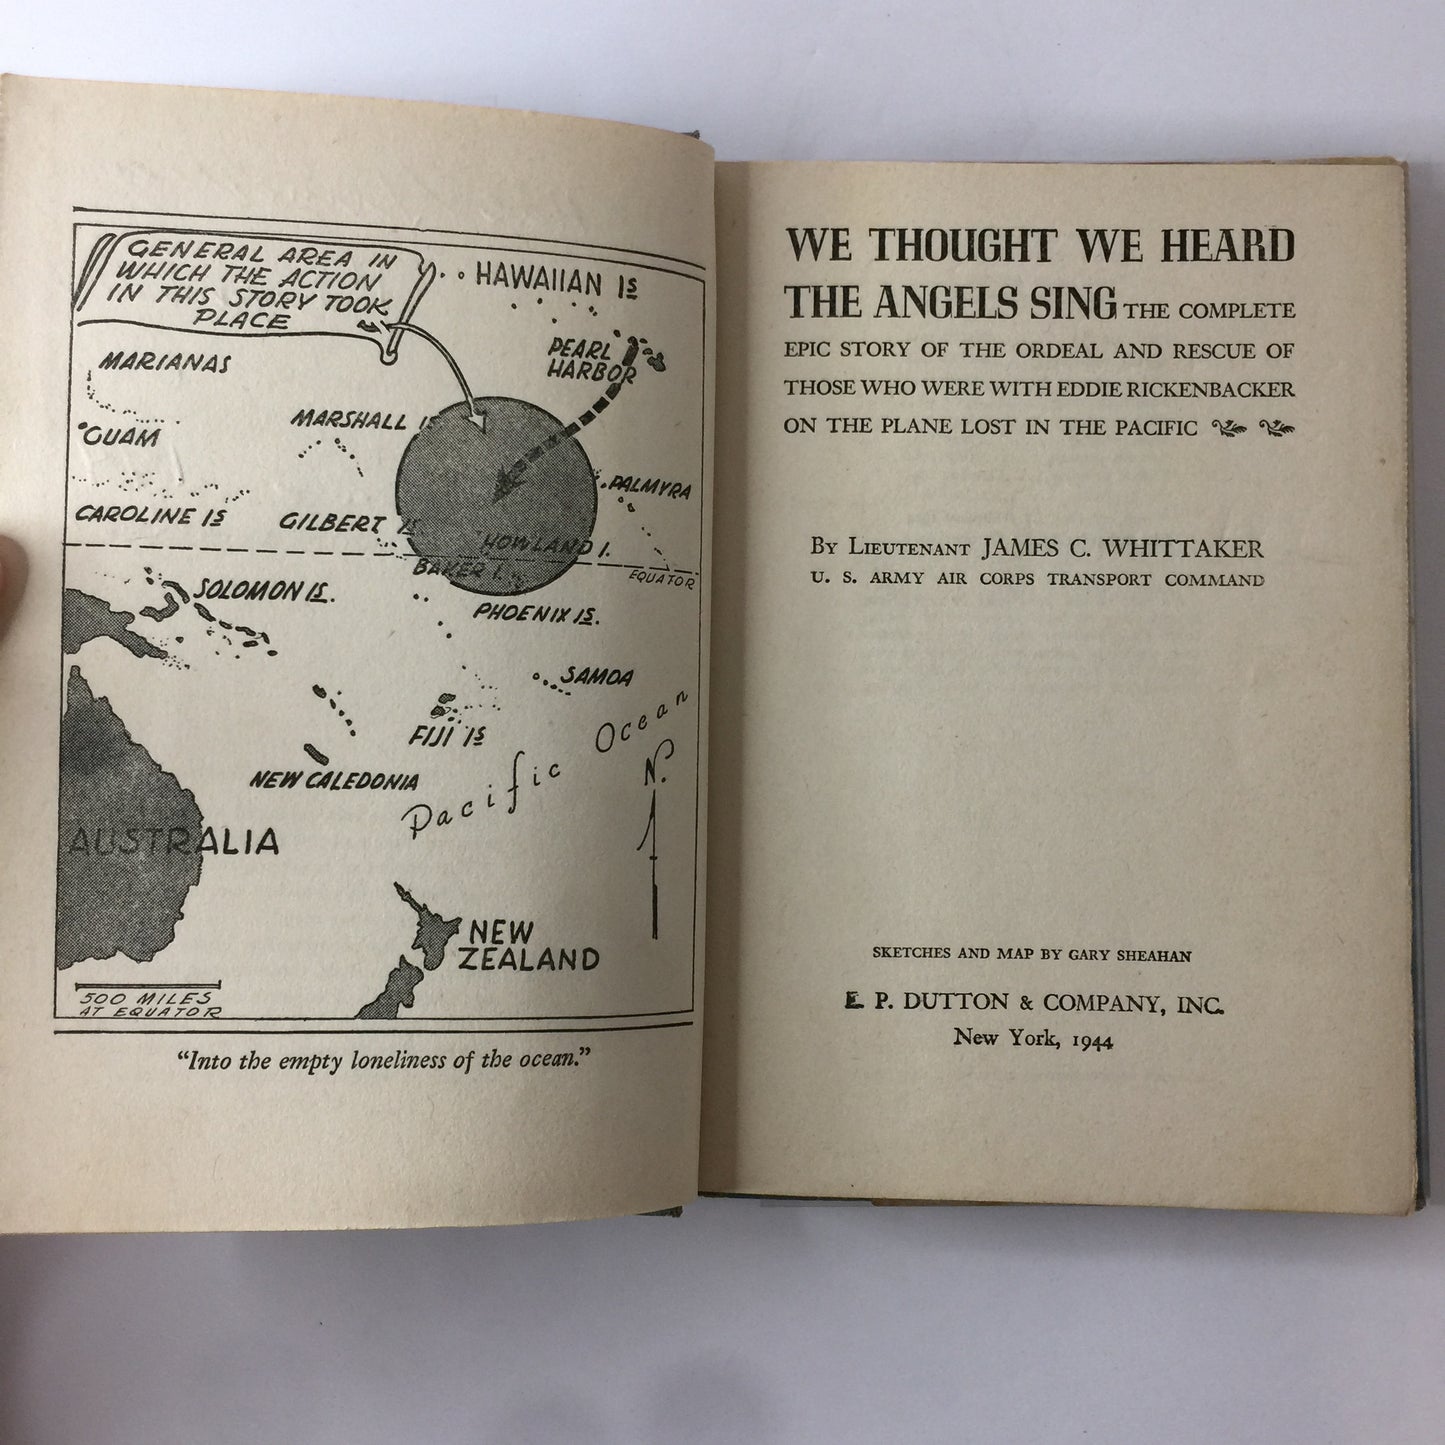 GENERAL AREA IN
WHICH THE ACTION
IN THIS STORY TOOK
PLACE
HAWAIIAN IS
PEARL
HARBOR
MARIANAS
GUAM
MARSHALL IS
PALMYRA
CAROLINE IS
GILBERT IS
HOWLAND I.
BAKER I.
EQUATOR
SOLOMON IS.
PHOENIX IS.
SAMOA
FIJI IS
NEW CALEDONIA
Pacific Ocean
N.
AUSTRALIA
NEW
ZEALAND
500 MILES
AT EQUATOR
"Into the empty loneliness of the ocean."
WE THOUGHT WE HEARD
THE ANGELS SING THE COMPLETE
EPIC STORY OF THE ORDEAL AND RESCUE OF
THOSE WHO WERE WITH EDDIE RICKENBACKER
ON THE PLANE LOST IN THE PACIFIC
BY LIEUTENANT JAMES C. WHITTAKER
U. S. ARMY AIR CORPS TRANSPORT COMMAND
SKETCHES AND MAP BY GARY SHEAHAN
E. P. DUTTON & COMPANY, INC.
New York, 1944